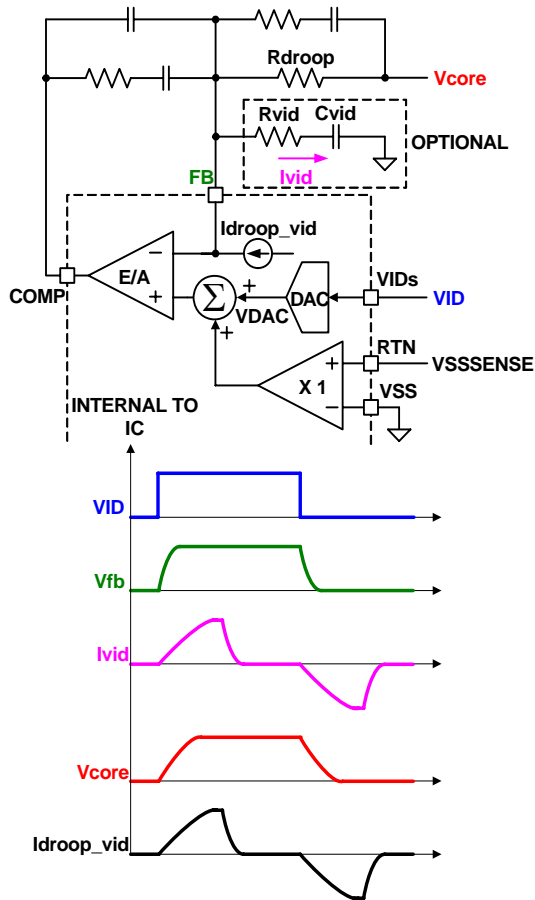 Rdroop
Vcore
Rvid
Cvid
OPTIONAL
Ivid
FB
Idroop_vid
E/A
−
+
COMP
Σ
+
+
VDAC
DAC
VIDs
VID
RTN
VSSSENSE
+
X 1
−
VSS
INTERNAL TO
IC
VID
Vfb
Ivid
Vcore
Idroop_vid